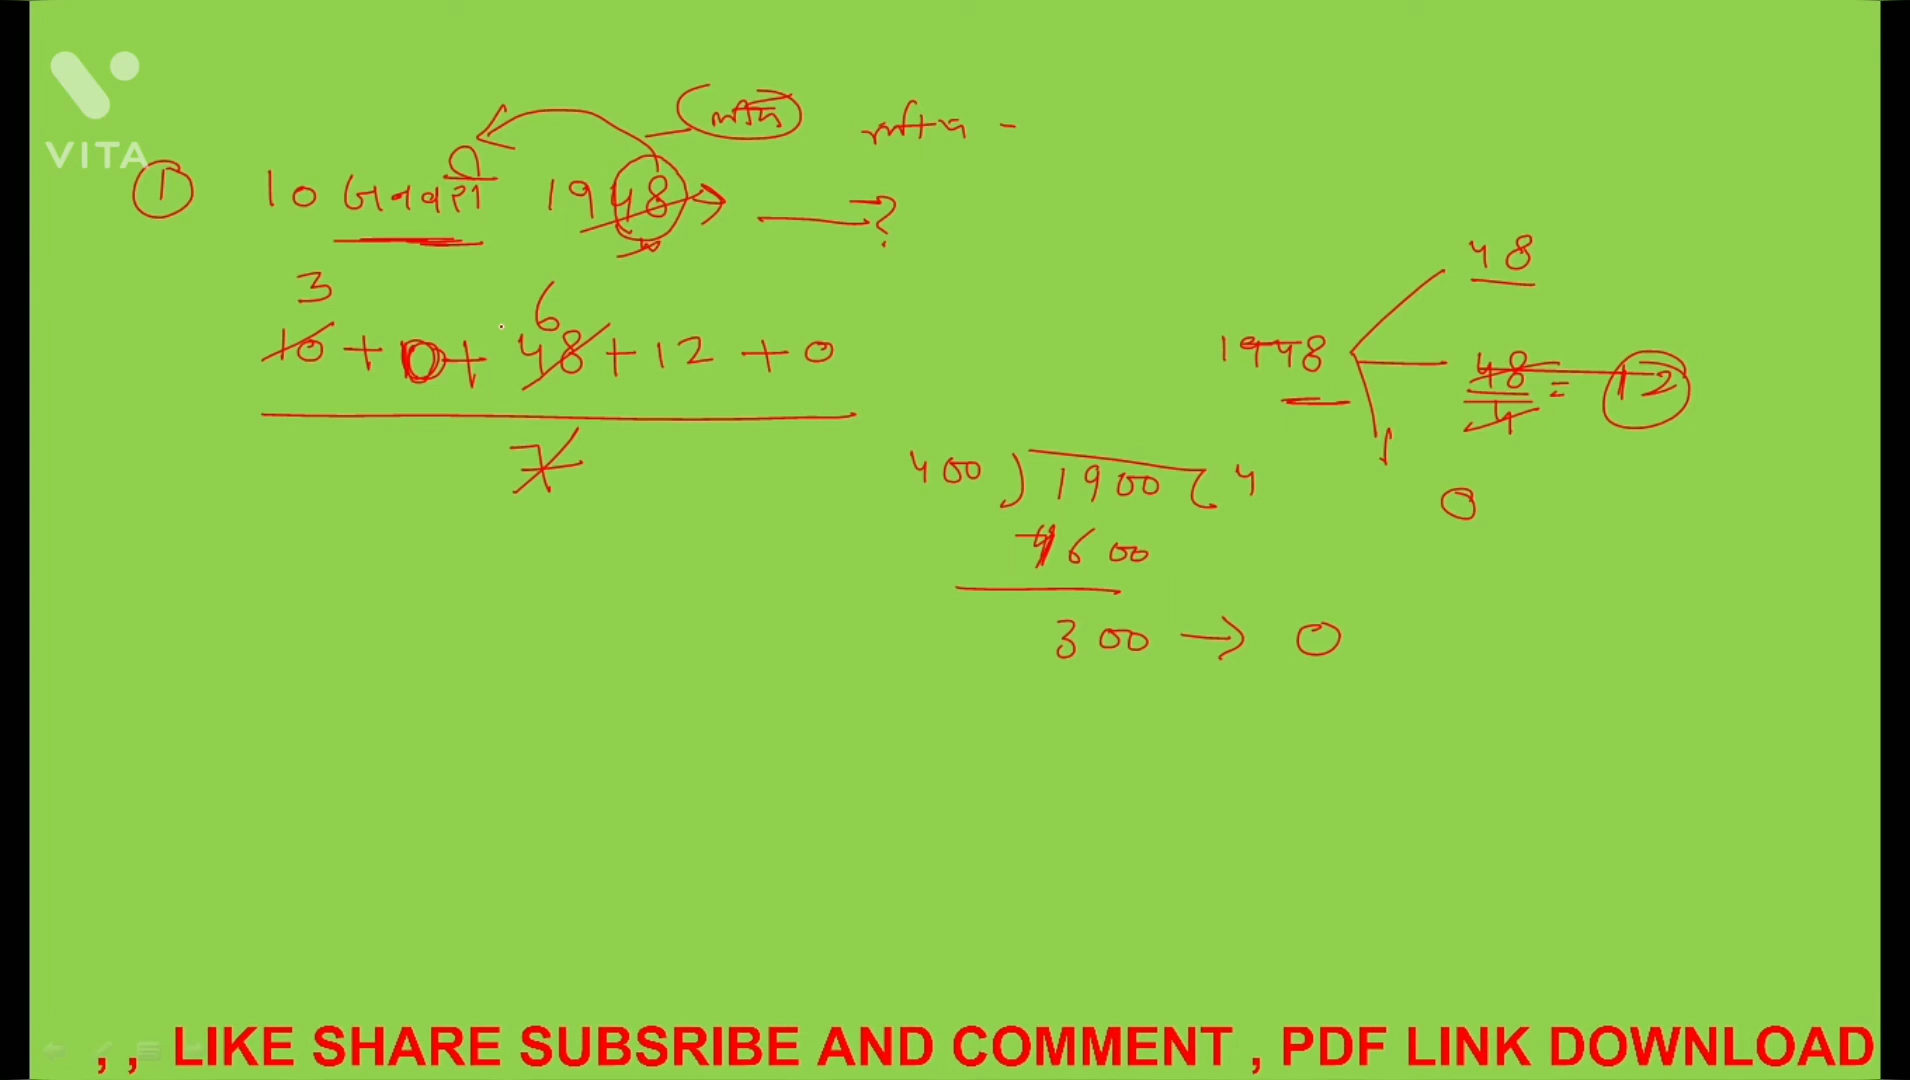 VITA
① 10 जनवरी 1948 → ?
3 6
10 + 0 + 48 + 12 + 0
7
1948
48
48/4 = 12
0
400 ) 1900 ( 4
1600
300 → 0
, , LIKE SHARE SUBSRIBE AND COMMENT , PDF LINK DOWNLOAD